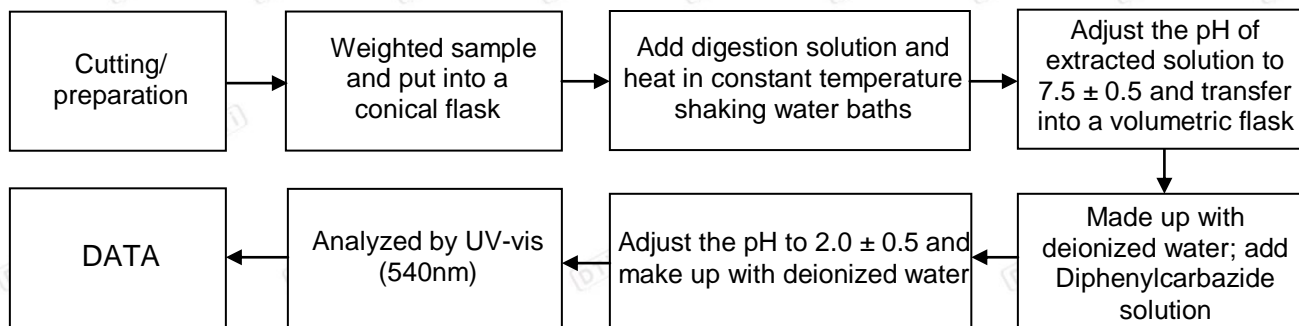 Cutting/
preparation
Weighted sample
and put into a
conical flask
Add digestion solution and
heat in constant temperature
shaking water baths
Adjust the pH of
extracted solution to
7.5 ± 0.5 and transfer
into a volumetric flask
Made up with
deionized water; add
Diphenylcarbazide
solution
Adjust the pH to 2.0 ± 0.5 and
make up with deionized water
Analyzed by UV-vis
(540nm)
DATA